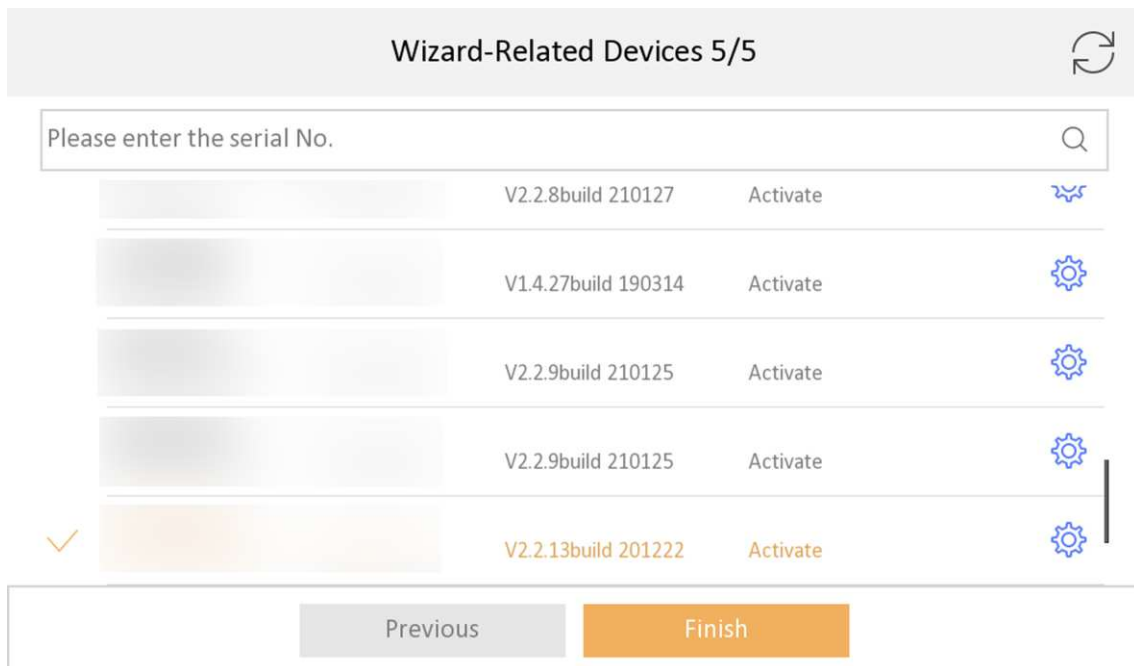 Wizard-Related Devices 5/5
Please enter the serial No.
V2.2.8build 210127 Activate
V1.4.27build 190314 Activate
V2.2.9build 210125 Activate
V2.2.9build 210125 Activate
V2.2.13build 201222 Activate
Previous Finish